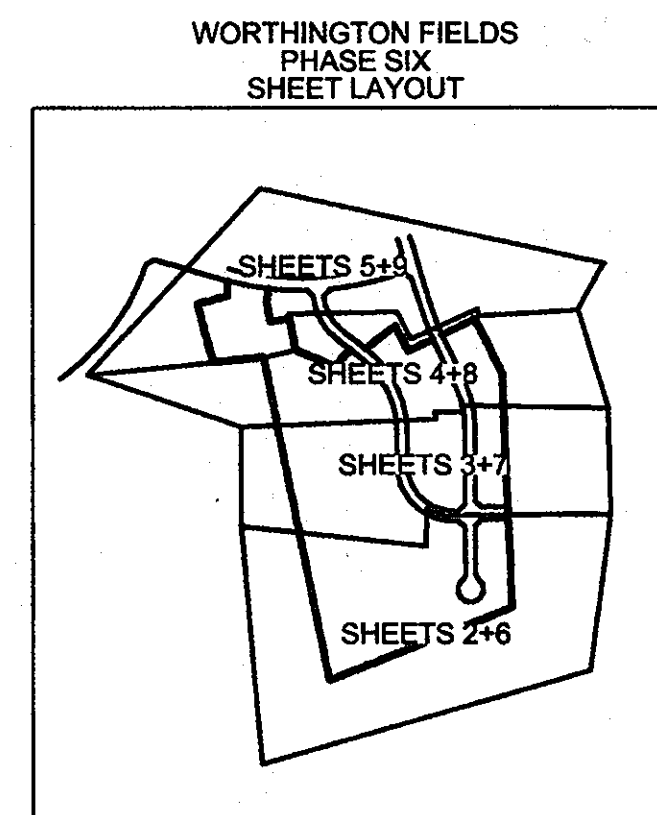 WORTHINGTON FIELDS
PHASE SIX
SHEET LAYOUT
SHEETS 5+9
SHEETS 4+8
SHEETS 3+7
SHEETS 2+6